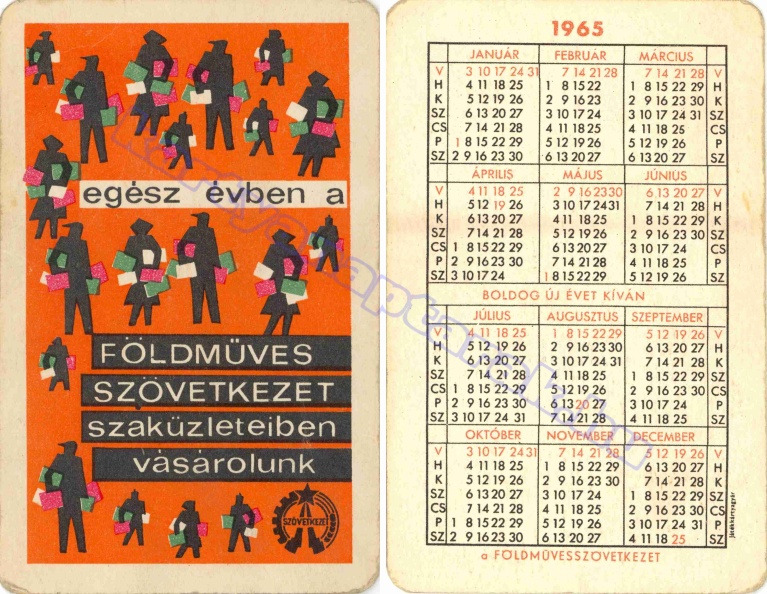 egész évben a
FÖLDMŰVES
SZÖVETKEZET
szaküzleteiben
vásárolunk
SZÖVETKEZET
1965
JANUÁR FEBRUÁR MÁRCIUS
V 3 10 17 24 31 7 14 21 28 7 14 21 28 V
H 4 11 18 25 1 8 15 22 1 8 15 22 29 H
K 5 12 19 26 2 9 16 23 2 9 16 23 30 K
SZ 6 13 20 27 3 10 17 24 3 10 17 24 31 SZ
CS 7 14 21 28 4 11 18 25 4 11 18 25 CS
P 1 8 15 22 29 5 12 19 26 5 12 19 26 P
SZ 2 9 16 23 30 6 13 20 27 6 13 20 27 SZ
ÁPRILIS MÁJUS JÚNIUS
V 4 11 18 25 2 9 16 23 30 6 13 20 27 V
H 5 12 19 26 3 10 17 24 31 7 14 21 28 H
K 6 13 20 27 4 11 18 25 1 8 15 22 29 K
SZ 7 14 21 28 5 12 19 26 2 9 16 23 30 SZ
CS 1 8 15 22 29 6 13 20 27 3 10 17 24 CS
P 2 9 16 23 30 7 14 21 28 4 11 18 25 P
SZ 3 10 17 24 1 8 15 22 29 5 12 19 26 SZ
BOLDOG ÚJ ÉVET KÍVÁN
JÚLIUS AUGUSZTUS SZEPTEMBER
V 4 11 18 25 1 8 15 22 29 5 12 19 26 V
H 5 12 19 26 2 9 16 23 30 6 13 20 27 H
K 6 13 20 27 3 10 17 24 31 7 14 21 28 K
SZ 7 14 21 28 4 11 18 25 1 8 15 22 29 SZ
CS 1 8 15 22 29 5 12 19 26 2 9 16 23 30 CS
P 2 9 16 23 30 6 13 20 27 3 10 17 24 P
SZ 3 10 17 24 31 7 14 21 28 4 11 18 25 SZ
OKTÓBER NOVEMBER DECEMBER
V 3 10 17 24 31 7 14 21 28 5 12 19 26 V
H 4 11 18 25 1 8 15 22 29 6 13 20 27 H
K 5 12 19 26 2 9 16 23 30 7 14 21 28 K
SZ 6 13 20 27 3 10 17 24 1 8 15 22 29 SZ
CS 7 14 21 28 4 11 18 25 2 9 16 23 30 CS
P 1 8 15 22 29 5 12 19 26 3 10 17 24 31 P
SZ 2 9 16 23 30 6 13 20 27 4 11 18 25 SZ
a FÖLDMŰVESSZÖVETKEZET
Játékkártyagyár